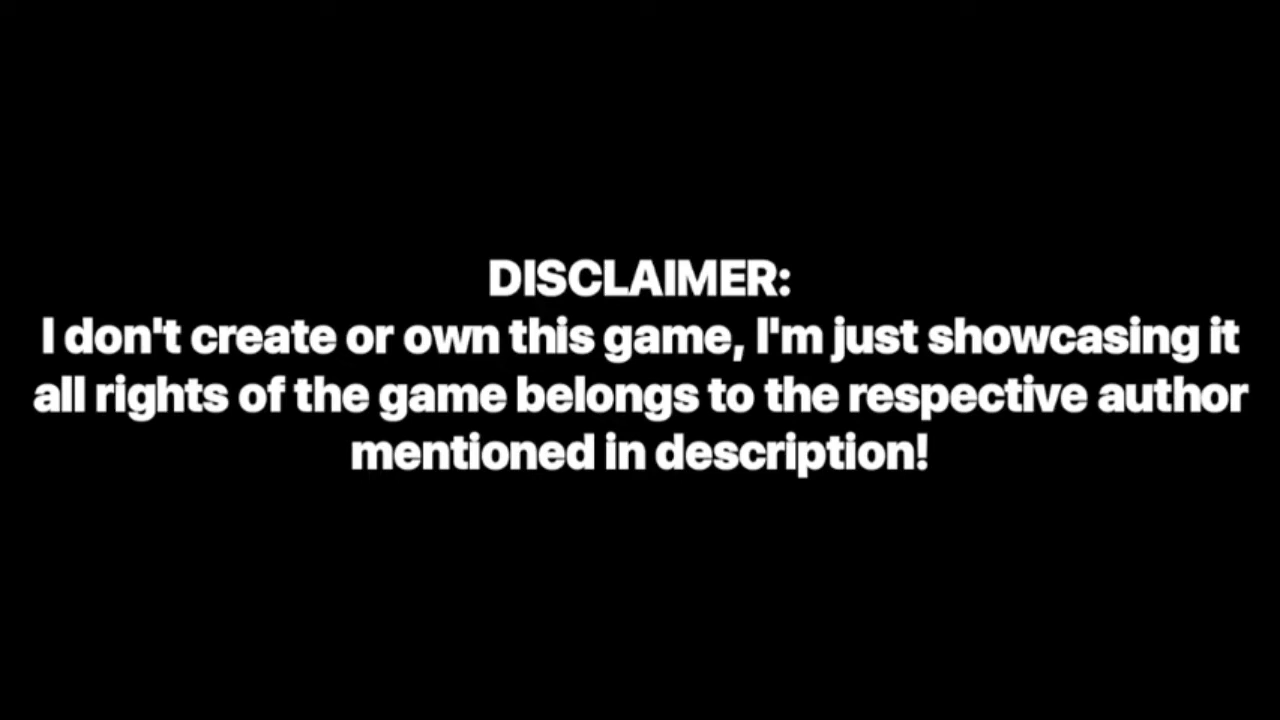 DISCLAIMER:
I don't create or own this game, I'm just showcasing it
all rights of the game belongs to the respective author
mentioned in description!